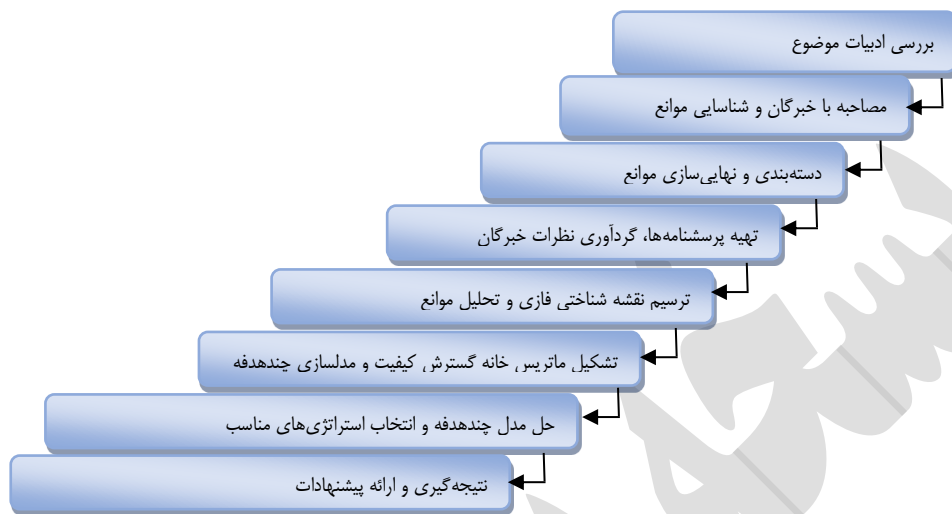 بررسی ادبیات موضوع
مصاحبه با خبرگان و شناسایی موانع
دسته‌بندی و نهایی‌سازی موانع
تهیه پرسشنامه‌ها، گردآوری نظرات خبرگان
ترسیم نقشه شناختی فازی و تحلیل موانع
تشکیل ماتریس خانه گسترش کیفیت و مدلسازی چندهدفه
حل مدل چندهدفه و انتخاب استراتژی‌های مناسب
نتیجه‌گیری و ارائه پیشنهادات